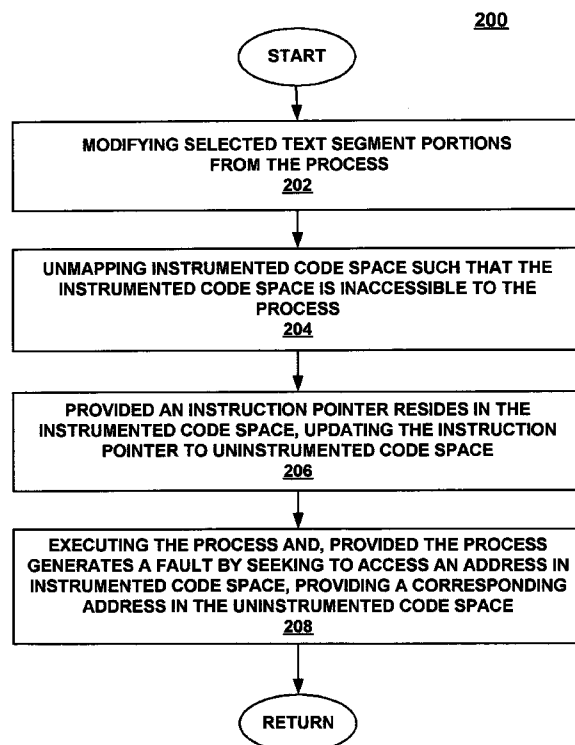 200
START
MODIFYING SELECTED TEXT SEGMENT PORTIONS
FROM THE PROCESS
202
UNMAPPING INSTRUMENTED CODE SPACE SUCH THAT THE
INSTRUMENTED CODE SPACE IS INACCESSIBLE TO THE
PROCESS
204
PROVIDED AN INSTRUCTION POINTER RESIDES IN THE
INSTRUMENTED CODE SPACE, UPDATING THE INSTRUCTION
POINTER TO UNINSTRUMENTED CODE SPACE
206
EXECUTING THE PROCESS AND, PROVIDED THE PROCESS
GENERATES A FAULT BY SEEKING TO ACCESS AN ADDRESS IN
INSTRUMENTED CODE SPACE, PROVIDING A CORRESPONDING
ADDRESS IN THE UNINSTRUMENTED CODE SPACE
208
RETURN